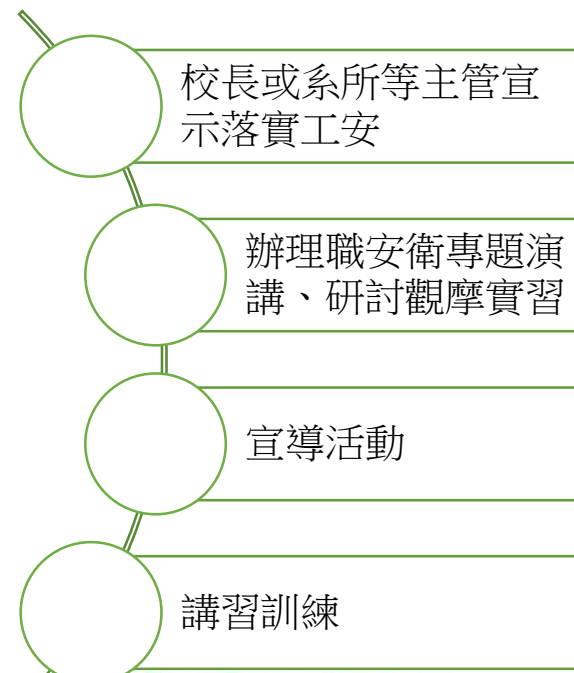 校長或系所等主管宣
示落實工安
辦理職安衛專題演
講、研討觀摩實習
宣導活動
講習訓練